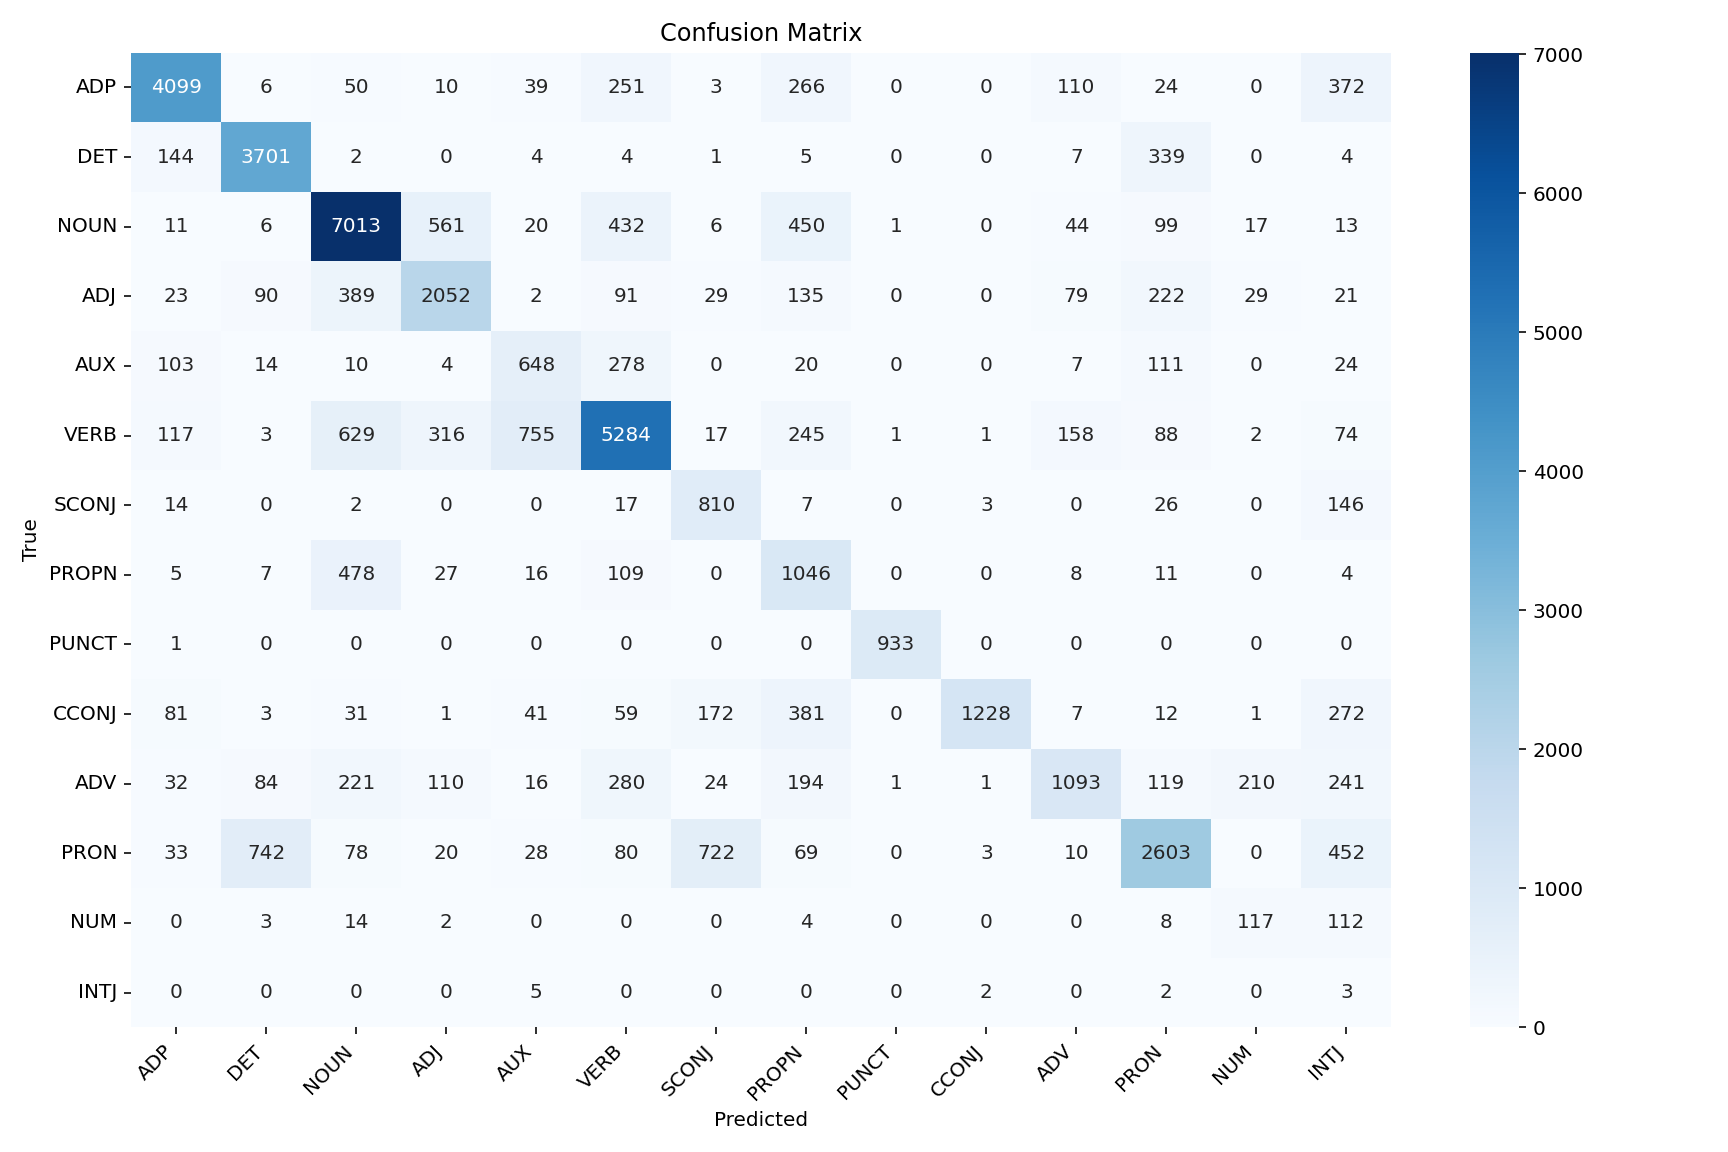 Confusion Matrix
ADP 4099 6 50 10 39 251 3 266 0 0 110 24 0 372
DET 144 3701 2 0 4 4 1 5 0 0 7 339 0 4
NOUN 11 6 7013 561 20 432 6 450 1 0 44 99 17 13
ADJ 23 90 389 2052 2 91 29 135 0 0 79 222 29 21
AUX 103 14 10 4 648 278 0 20 0 0 7 111 0 24
VERB 117 3 629 316 755 5284 17 245 1 1 158 88 2 74
SCONJ 14 0 2 0 0 17 810 7 0 3 0 26 0 146
PROPN 5 7 478 27 16 109 0 1046 0 0 8 11 0 4
PUNCT 1 0 0 0 0 0 0 0 933 0 0 0 0 0
CCONJ 81 3 31 1 41 59 172 381 0 1228 7 12 1 272
ADV 32 84 221 110 16 280 24 194 1 1 1093 119 210 241
PRON 33 742 78 20 28 80 722 69 0 3 10 2603 0 452
NUM 0 3 14 2 0 0 0 4 0 0 0 8 117 112
INTJ 0 0 0 0 5 0 0 0 0 2 0 2 0 3
ADP DET NOUN ADJ AUX VERB SCONJ PROPN PUNCT CCONJ ADV PRON NUM INTJ
Predicted
True
7000
6000
5000
4000
3000
2000
1000
0